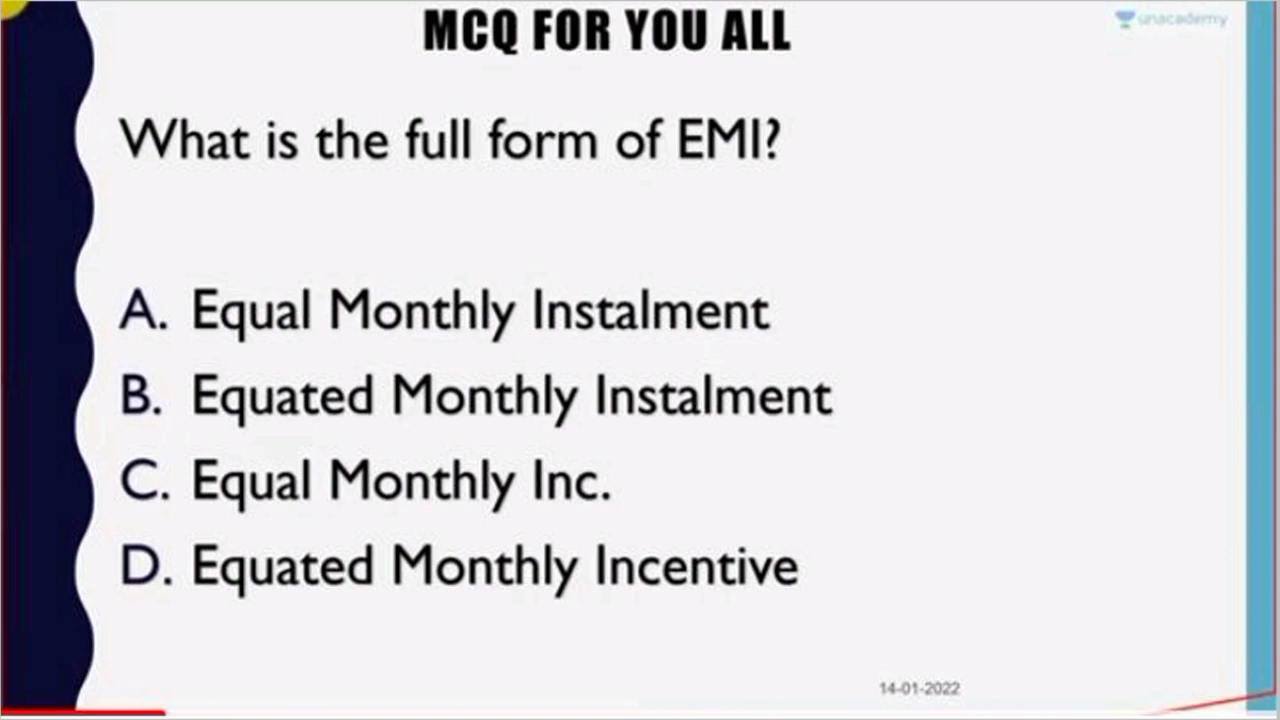 MCQ FOR YOU ALL
unacademy
What is the full form of EMI?
A. Equal Monthly Instalment
B. Equated Monthly Instalment
C. Equal Monthly Inc.
D. Equated Monthly Incentive
14-01-2022